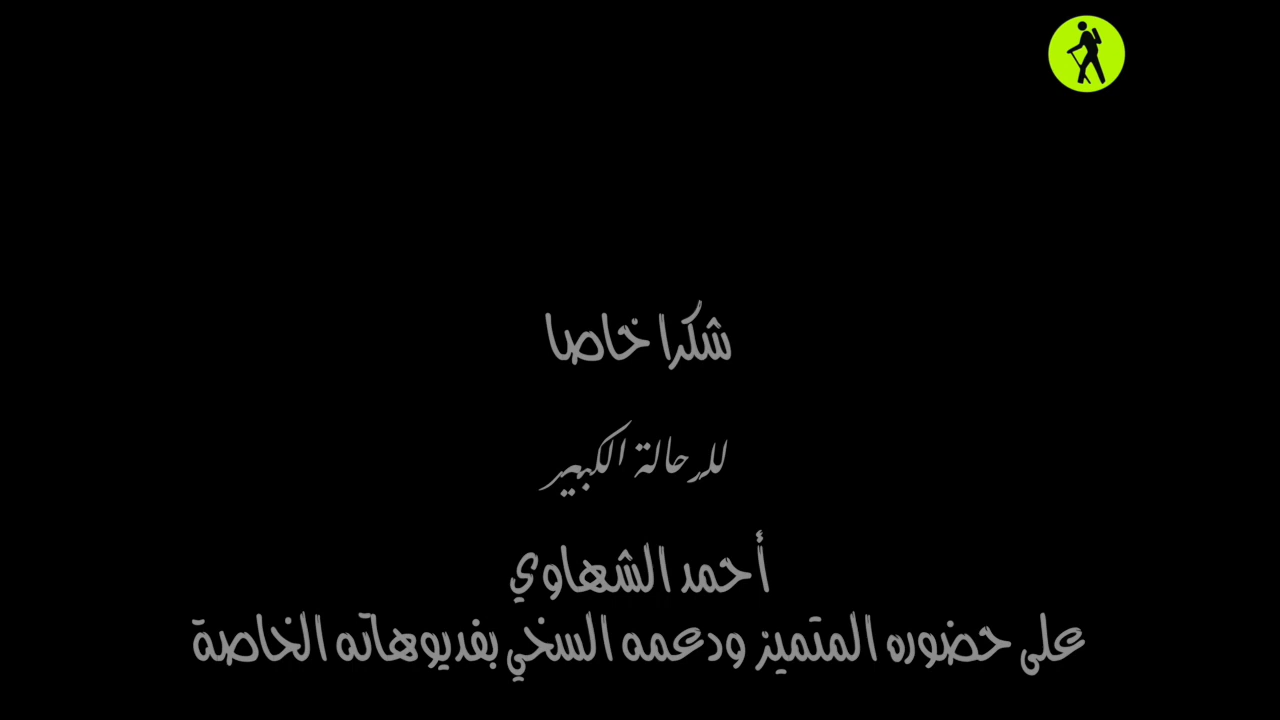 شكرا خاصا
للرحالة الكبير
أحمد الشهاوي
على حضوره المتميز ودعمه السخي بفديوهاته الخاصة